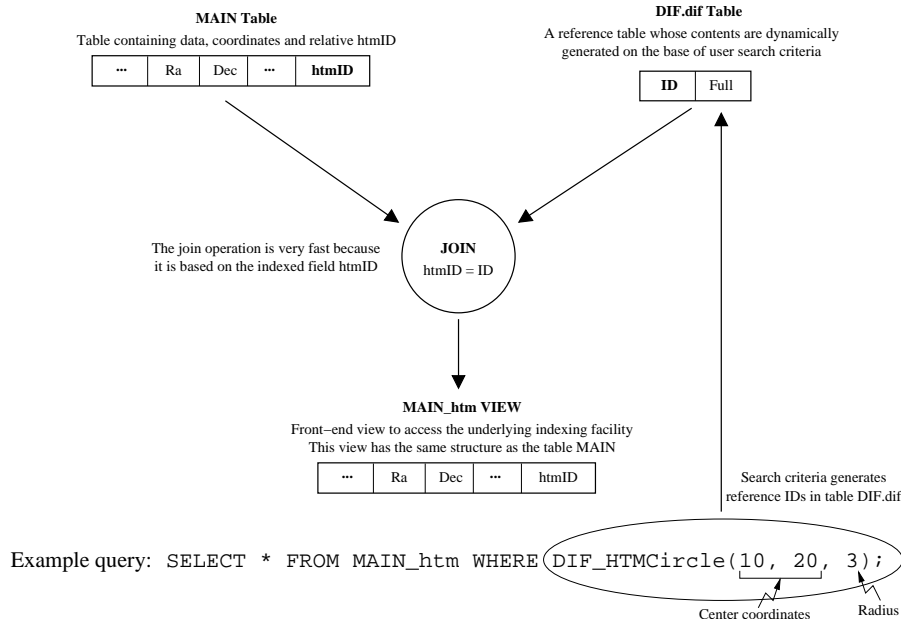 MAIN Table
Table containing data, coordinates and relative htmID
... Ra Dec ... htmID
DIF.dif Table
A reference table whose contents are dynamically
generated on the base of user search criteria
ID Full
The join operation is very fast because
it is based on the indexed field htmID
JOIN
htmID = ID
MAIN_htm VIEW
Front−end view to access the underlying indexing facility
This view has the same structure as the table MAIN
... Ra Dec ... htmID
Search criteria generates
reference IDs in table DIF.dif
Example query: SELECT * FROM MAIN_htm WHERE DIF_HTMCircle(10, 20, 3);
Center coordinates
Radius